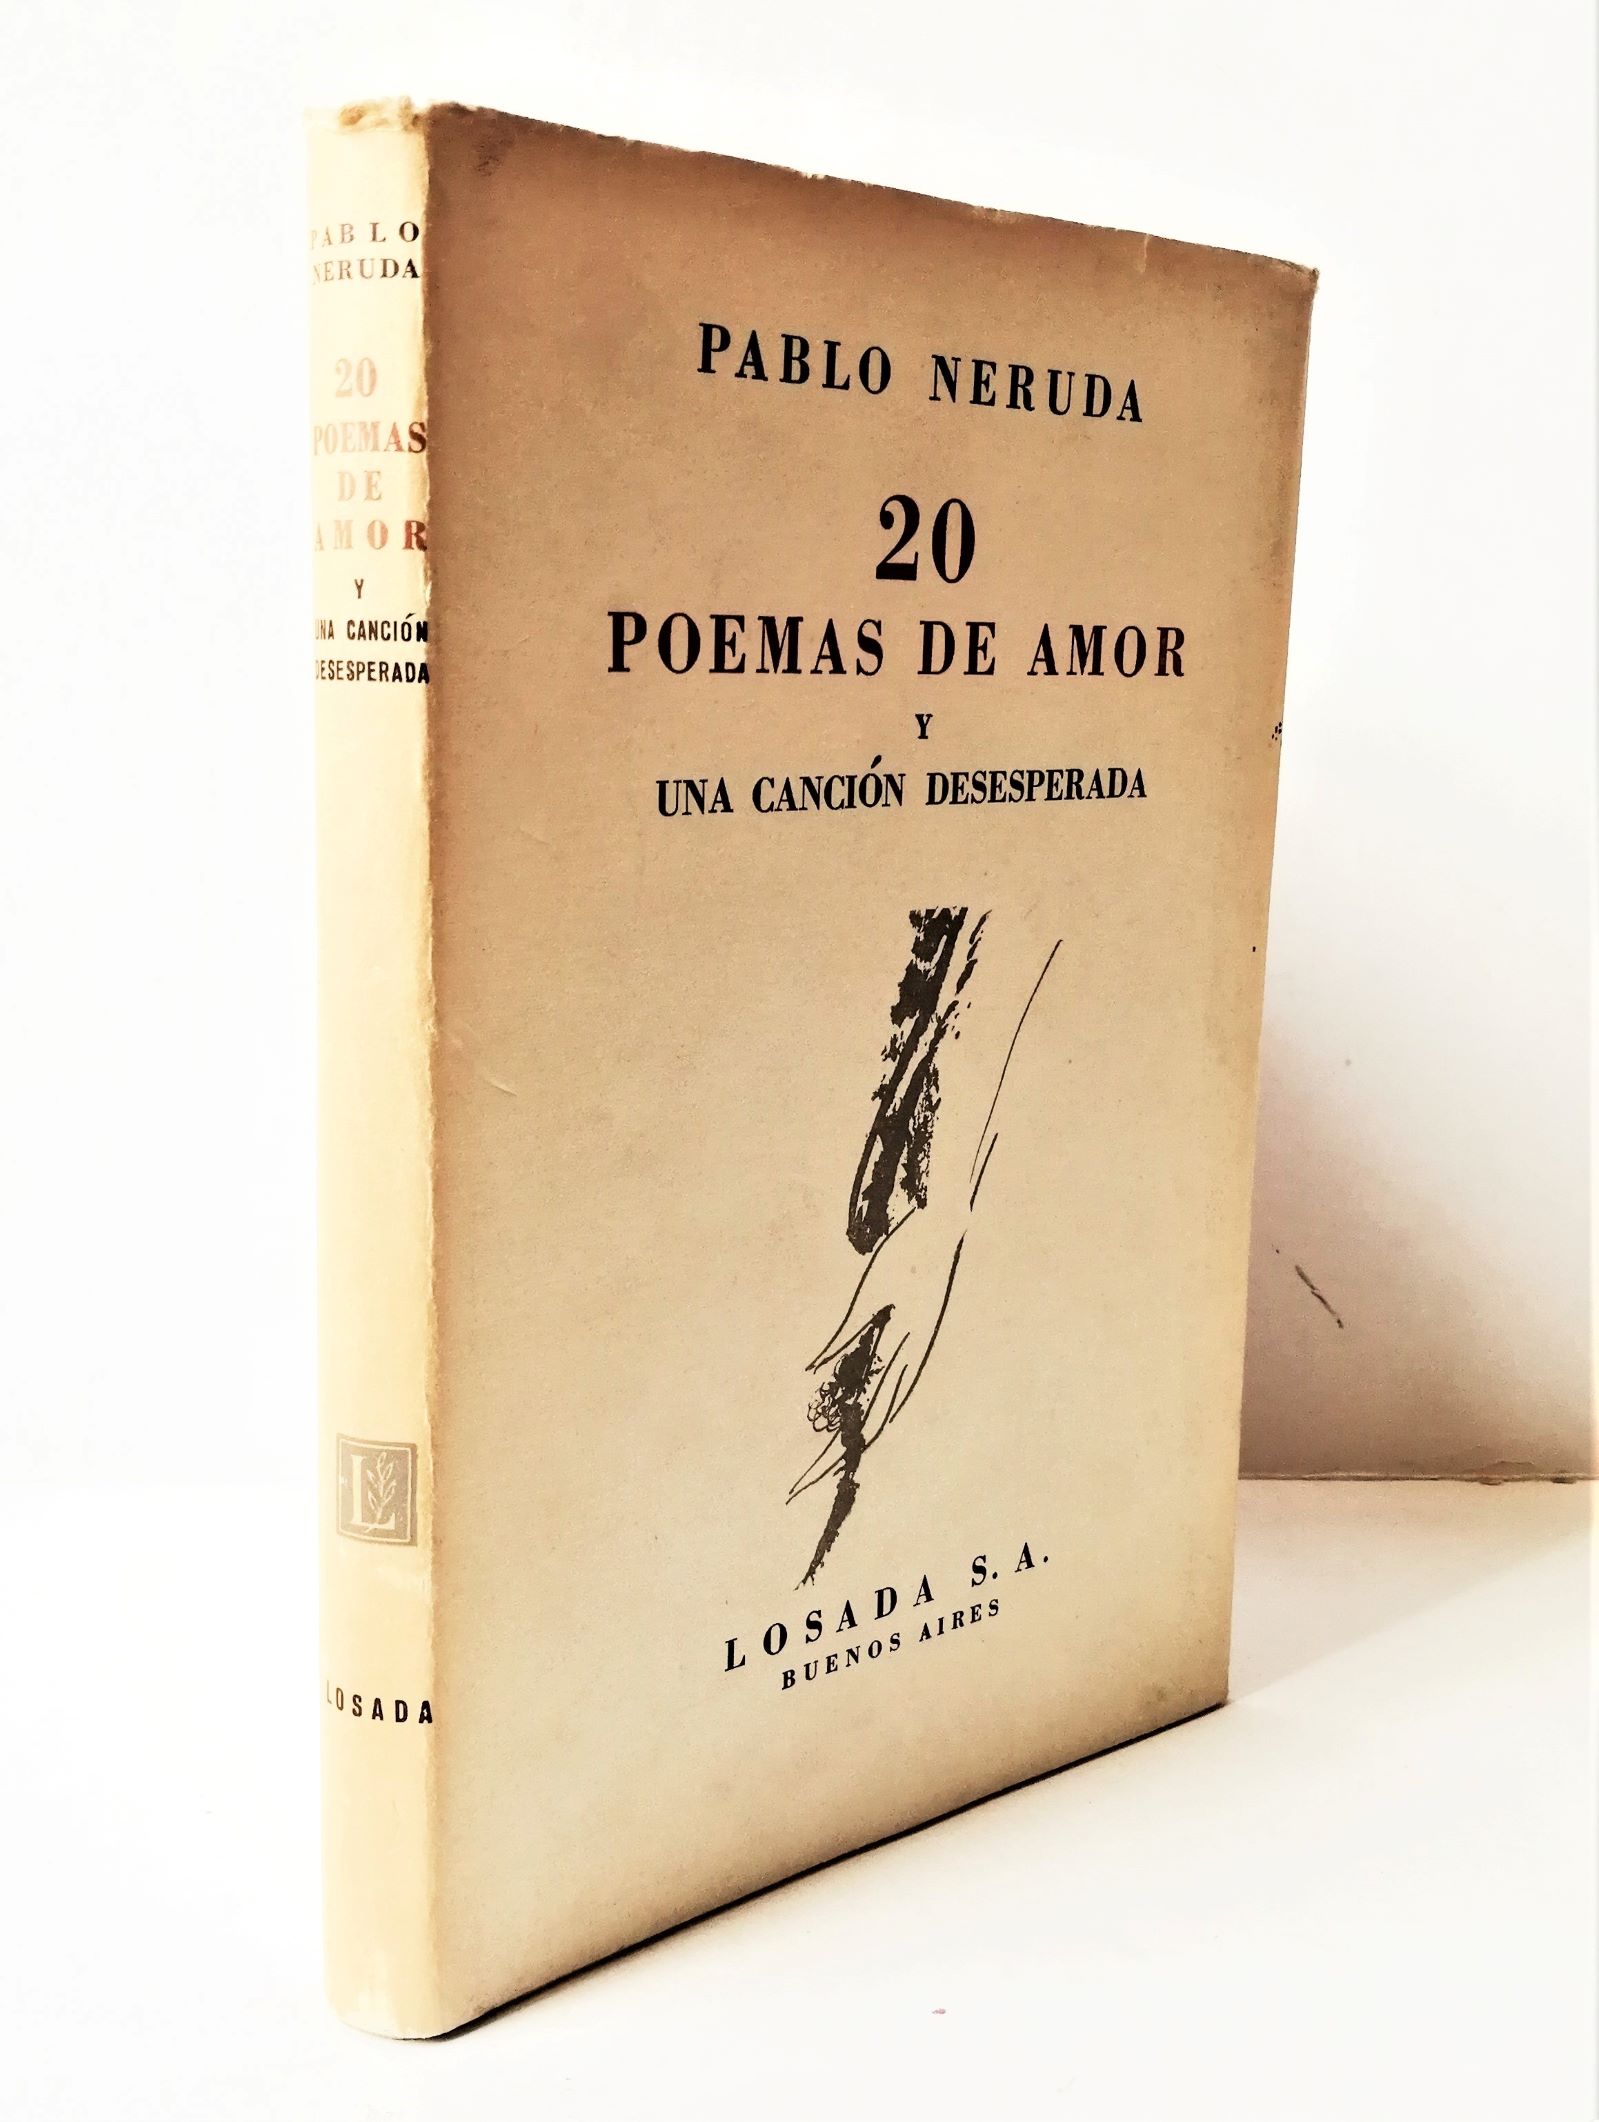 PABLO
NERUDA
20
POEMAS
DE
AMOR
Y
UNA CANCIÓN
DESESPERADA
L
LOSADA
PABLO NERUDA
20
POEMAS DE AMOR
Y
UNA CANCIÓN DESESPERADA
LOSADA S. A.
BUENOS AIRES